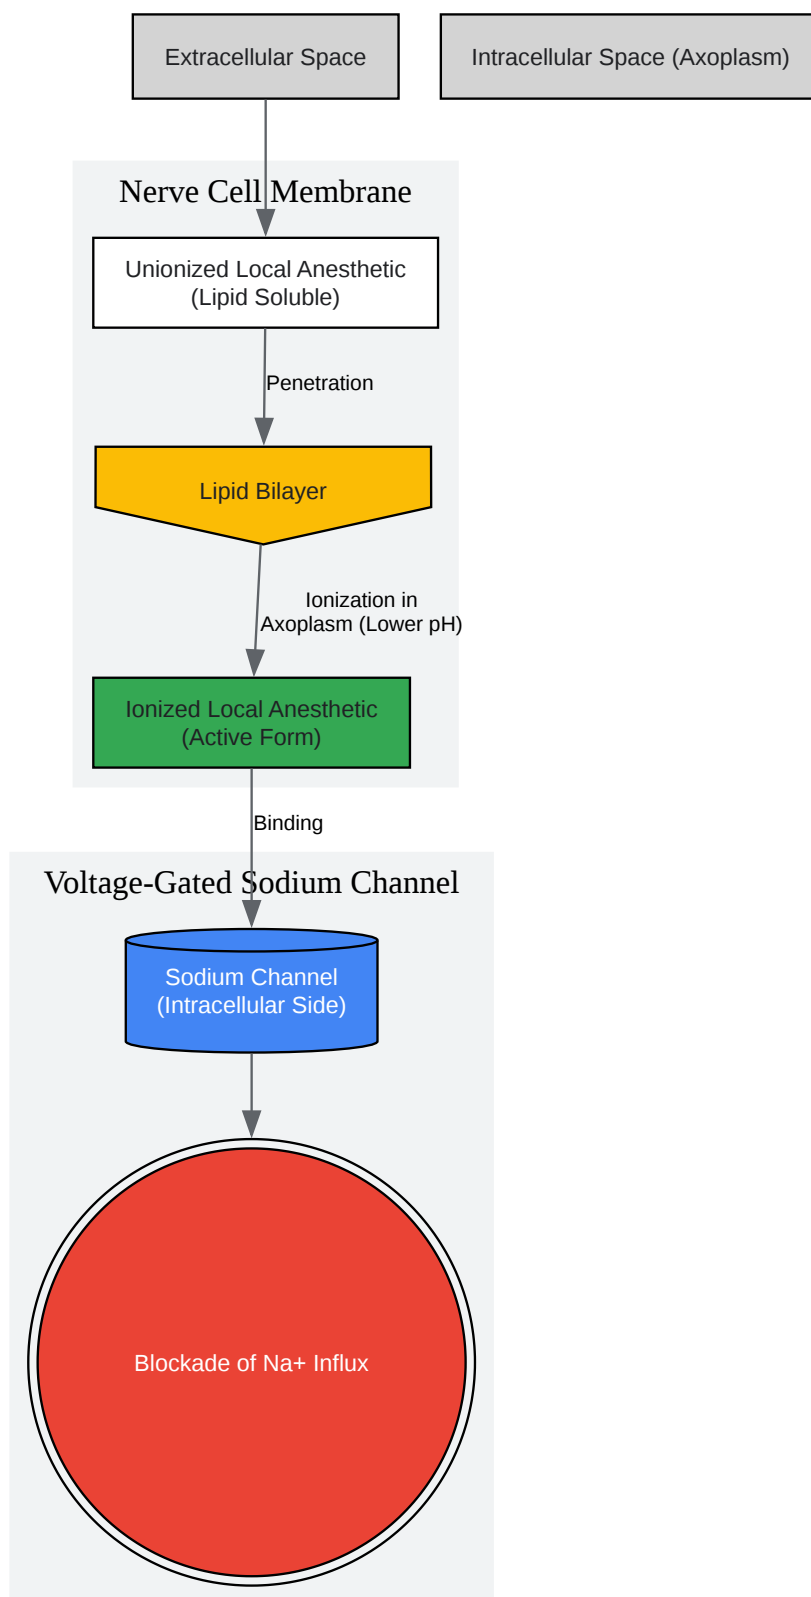 Extracellular Space
Intracellular Space (Axoplasm)
Nerve Cell Membrane
Unionized Local Anesthetic
(Lipid Soluble)
Penetration
Lipid Bilayer
Ionization in
Axoplasm (Lower pH)
Ionized Local Anesthetic
(Active Form)
Binding
Voltage-Gated Sodium Channel
Sodium Channel
(Intracellular Side)
Blockade of Na+ Influx